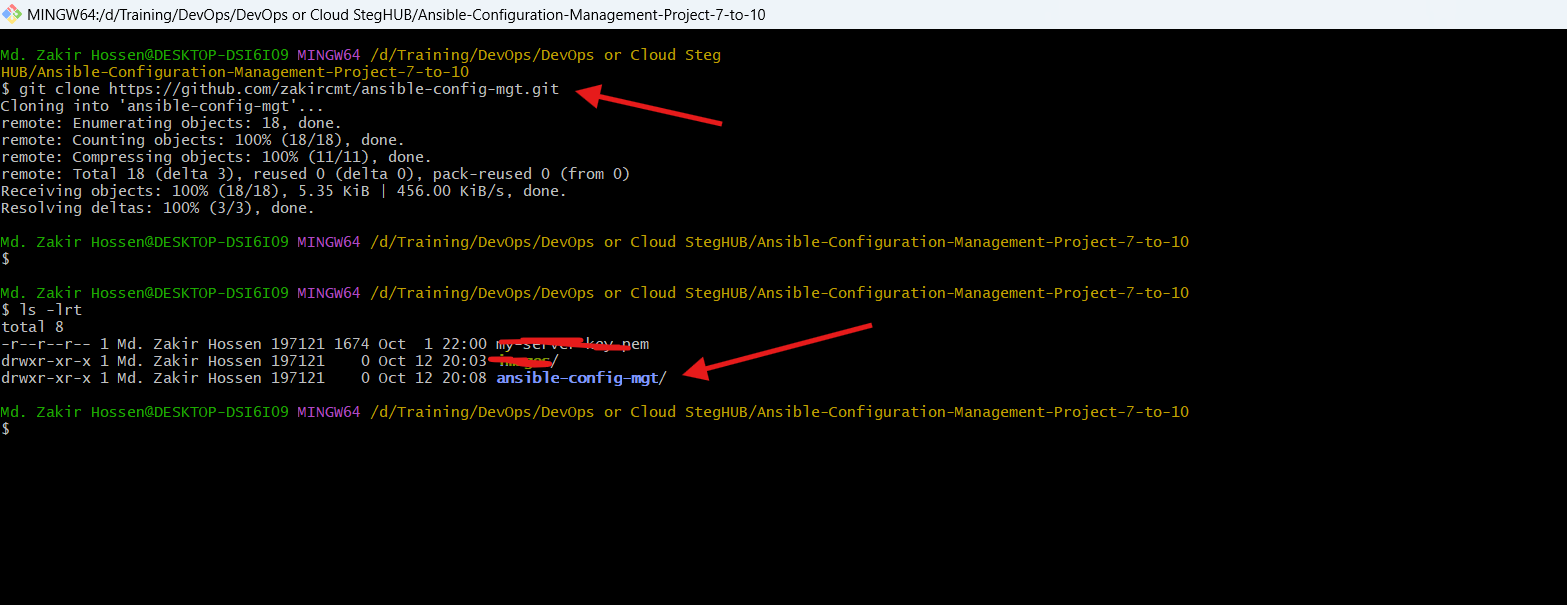 MINGW64:/d/Training/DevOps/DevOps or Cloud StegHUB/Ansible-Configuration-Management-Project-7-to-10
Md. Zakir Hossen@DESKTOP-DSI6I09 MINGW64 /d/Training/DevOps/DevOps or Cloud Steg
HUB/Ansible-Configuration-Management-Project-7-to-10
$ git clone https://github.com/zakircmt/ansible-config-mgt.git
Cloning into 'ansible-config-mgt'...
remote: Enumerating objects: 18, done.
remote: Counting objects: 100% (18/18), done.
remote: Compressing objects: 100% (11/11), done.
remote: Total 18 (delta 3), reused 0 (delta 0), pack-reused 0 (from 0)
Receiving objects: 100% (18/18), 5.35 KiB | 456.00 KiB/s, done.
Resolving deltas: 100% (3/3), done.
Md. Zakir Hossen@DESKTOP-DSI6I09 MINGW64 /d/Training/DevOps/DevOps or Cloud StegHUB/Ansible-Configuration-Management-Project-7-to-10
$
Md. Zakir Hossen@DESKTOP-DSI6I09 MINGW64 /d/Training/DevOps/DevOps or Cloud StegHUB/Ansible-Configuration-Management-Project-7-to-10
$ ls -lrt
total 8
-r--r--r-- 1 Md. Zakir Hossen 197121 1674 Oct  1 22:00 my-server-key.pem
drwxr-xr-x 1 Md. Zakir Hossen 197121    0 Oct 12 20:03 images/
drwxr-xr-x 1 Md. Zakir Hossen 197121    0 Oct 12 20:08 ansible-config-mgt/
Md. Zakir Hossen@DESKTOP-DSI6I09 MINGW64 /d/Training/DevOps/DevOps or Cloud StegHUB/Ansible-Configuration-Management-Project-7-to-10
$